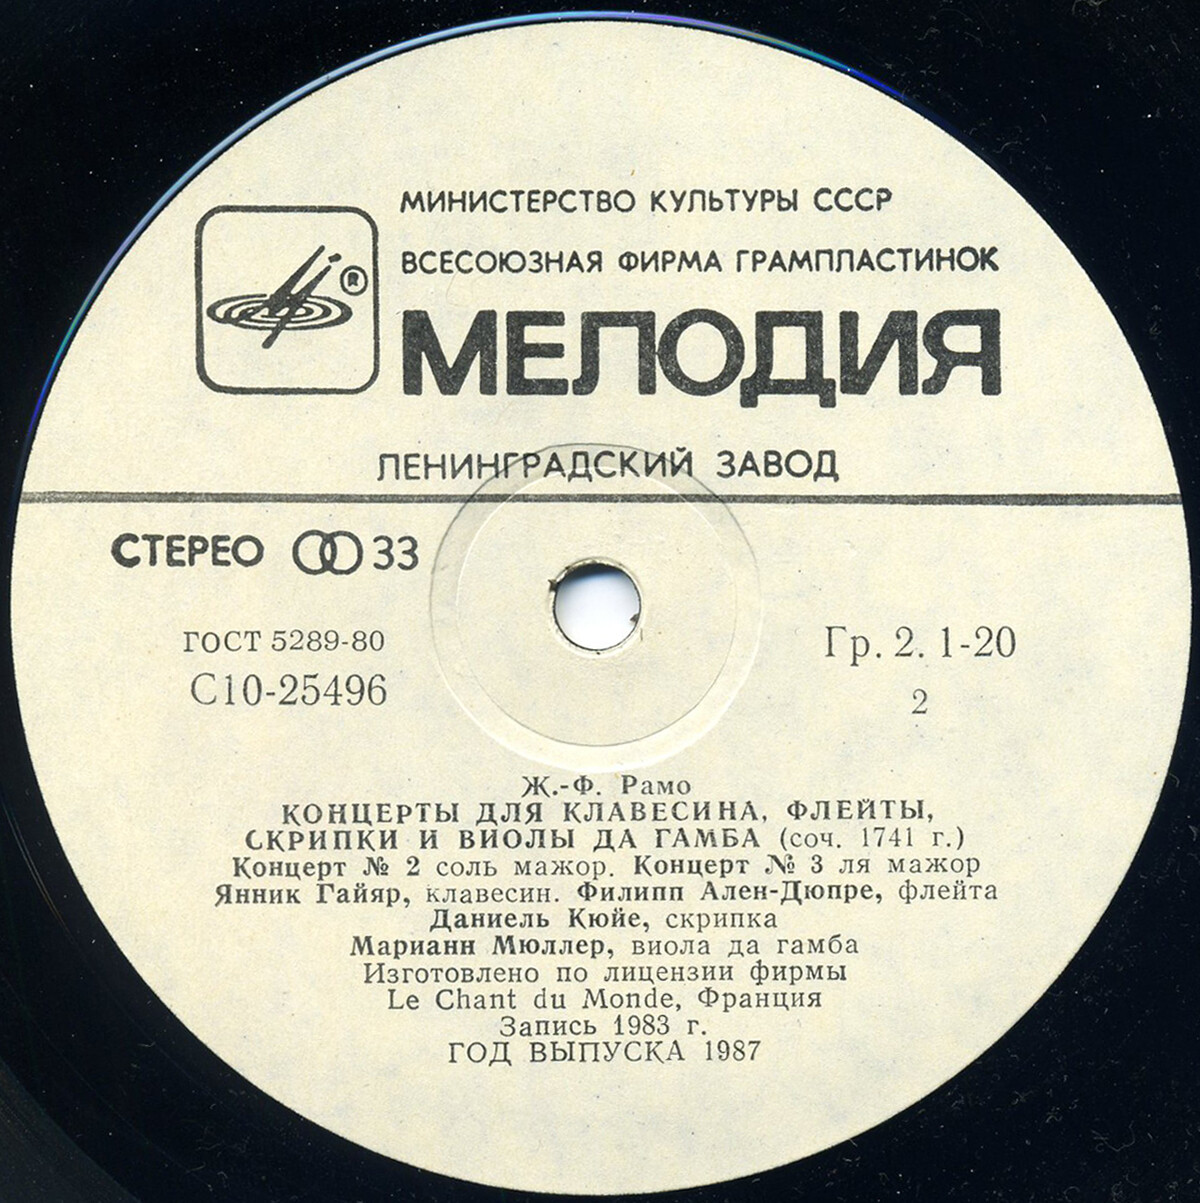 МИНИСТЕРСТВО КУЛЬТУРЫ СССР
ВСЕСОЮЗНАЯ ФИРМА ГРАМПЛАСТИНОК
®
МЕЛОДИЯ
ЛЕНИНГРАДСКИЙ ЗАВОД
СТЕРЕО 33
ГОСТ 5289-80
С10-25496
Гр. 2. 1-20
2
Ж.-Ф. Рамо
КОНЦЕРТЫ ДЛЯ КЛАВЕСИНА, ФЛЕЙТЫ,
СКРИПКИ И ВИОЛЫ ДА ГАМБА (соч. 1741 г.)
Концерт № 2 соль мажор. Концерт № 3 ля мажор
Янник Гайяр, клавесин. Филипп Ален-Дюпре, флейта
Даниель Кюйе, скрипка
Марианн Мюллер, виола да гамба
Изготовлено по лицензии фирмы
Le Chant du Monde, Франция
Запись 1983 г.
ГОД ВЫПУСКА 1987